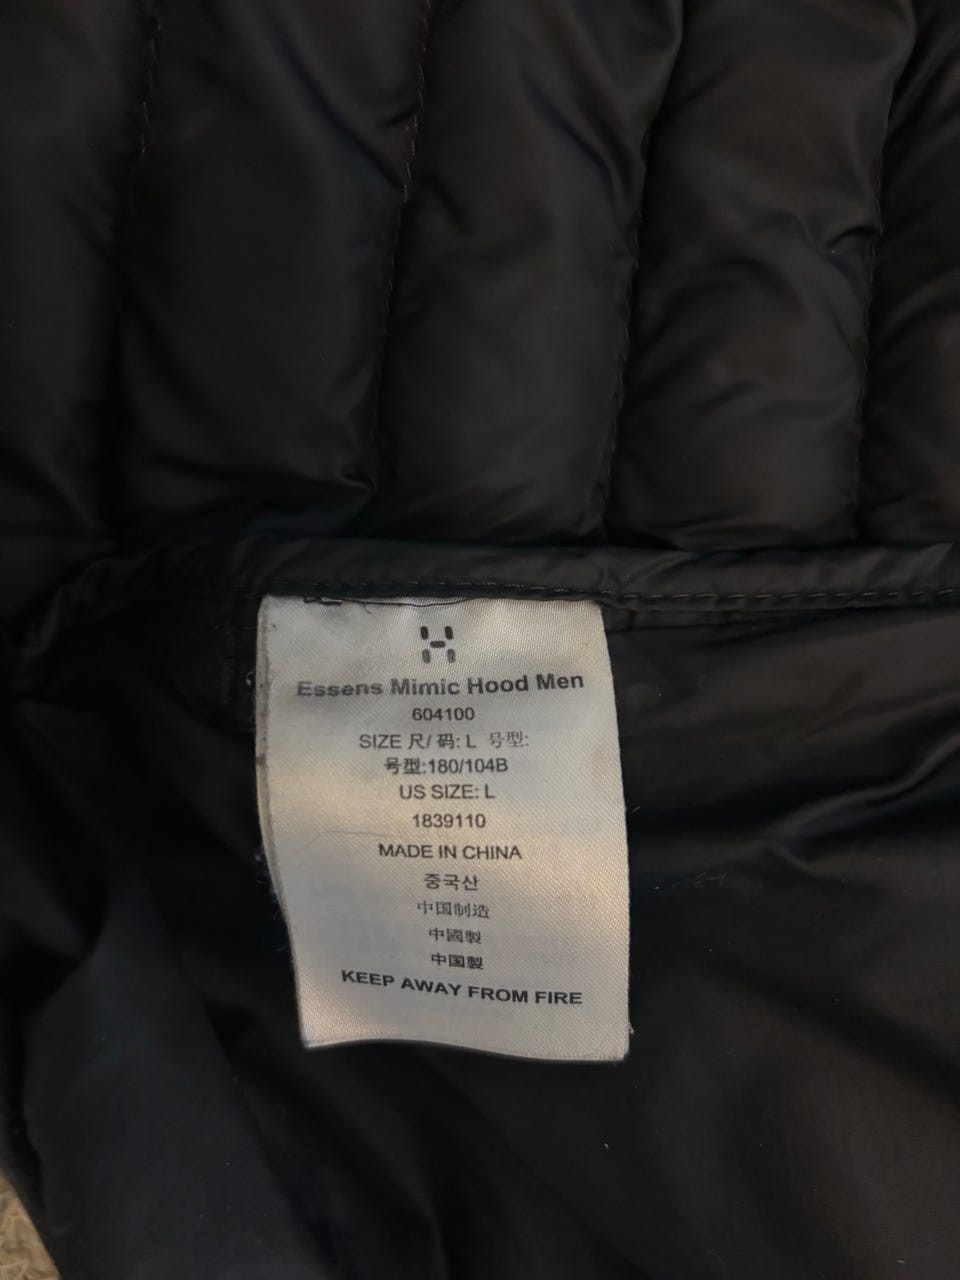 Essens Mimic Hood Men
604100
SIZE 尺/ 码: L 号型:
号型:180/104B
US SIZE: L
1839110
MADE IN CHINA
중국산
中国制造
中國製
中国製
KEEP AWAY FROM FIRE